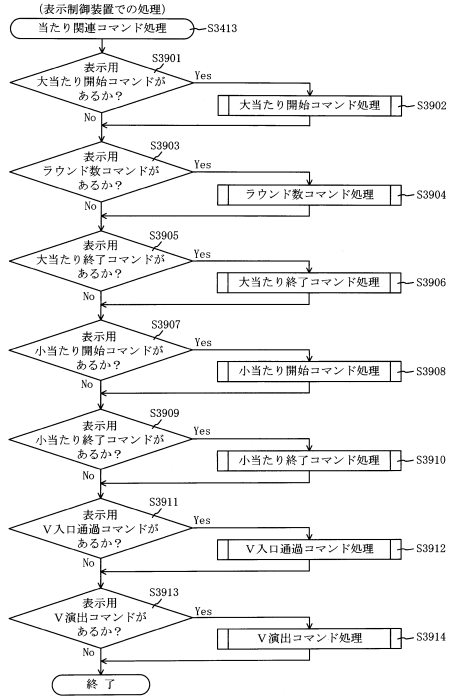 (表示制御装置での処理)
当たり関連コマンド処理
S3413
S3901
表示用
大当たり開始コマンドが
あるか？
Yes
No
大当たり開始コマンド処理
S3902
S3903
表示用
ラウンド数コマンドが
あるか？
Yes
No
ラウンド数コマンド処理
S3904
S3905
表示用
大当たり終了コマンドが
あるか？
Yes
No
大当たり終了コマンド処理
S3906
S3907
表示用
小当たり開始コマンドが
あるか？
Yes
No
小当たり開始コマンド処理
S3908
S3909
表示用
小当たり終了コマンドが
あるか？
Yes
No
小当たり終了コマンド処理
S3910
S3911
表示用
V入口通過コマンドが
あるか？
Yes
No
V入口通過コマンド処理
S3912
S3913
表示用
V演出コマンドが
あるか？
Yes
No
V演出コマンド処理
S3914
終了